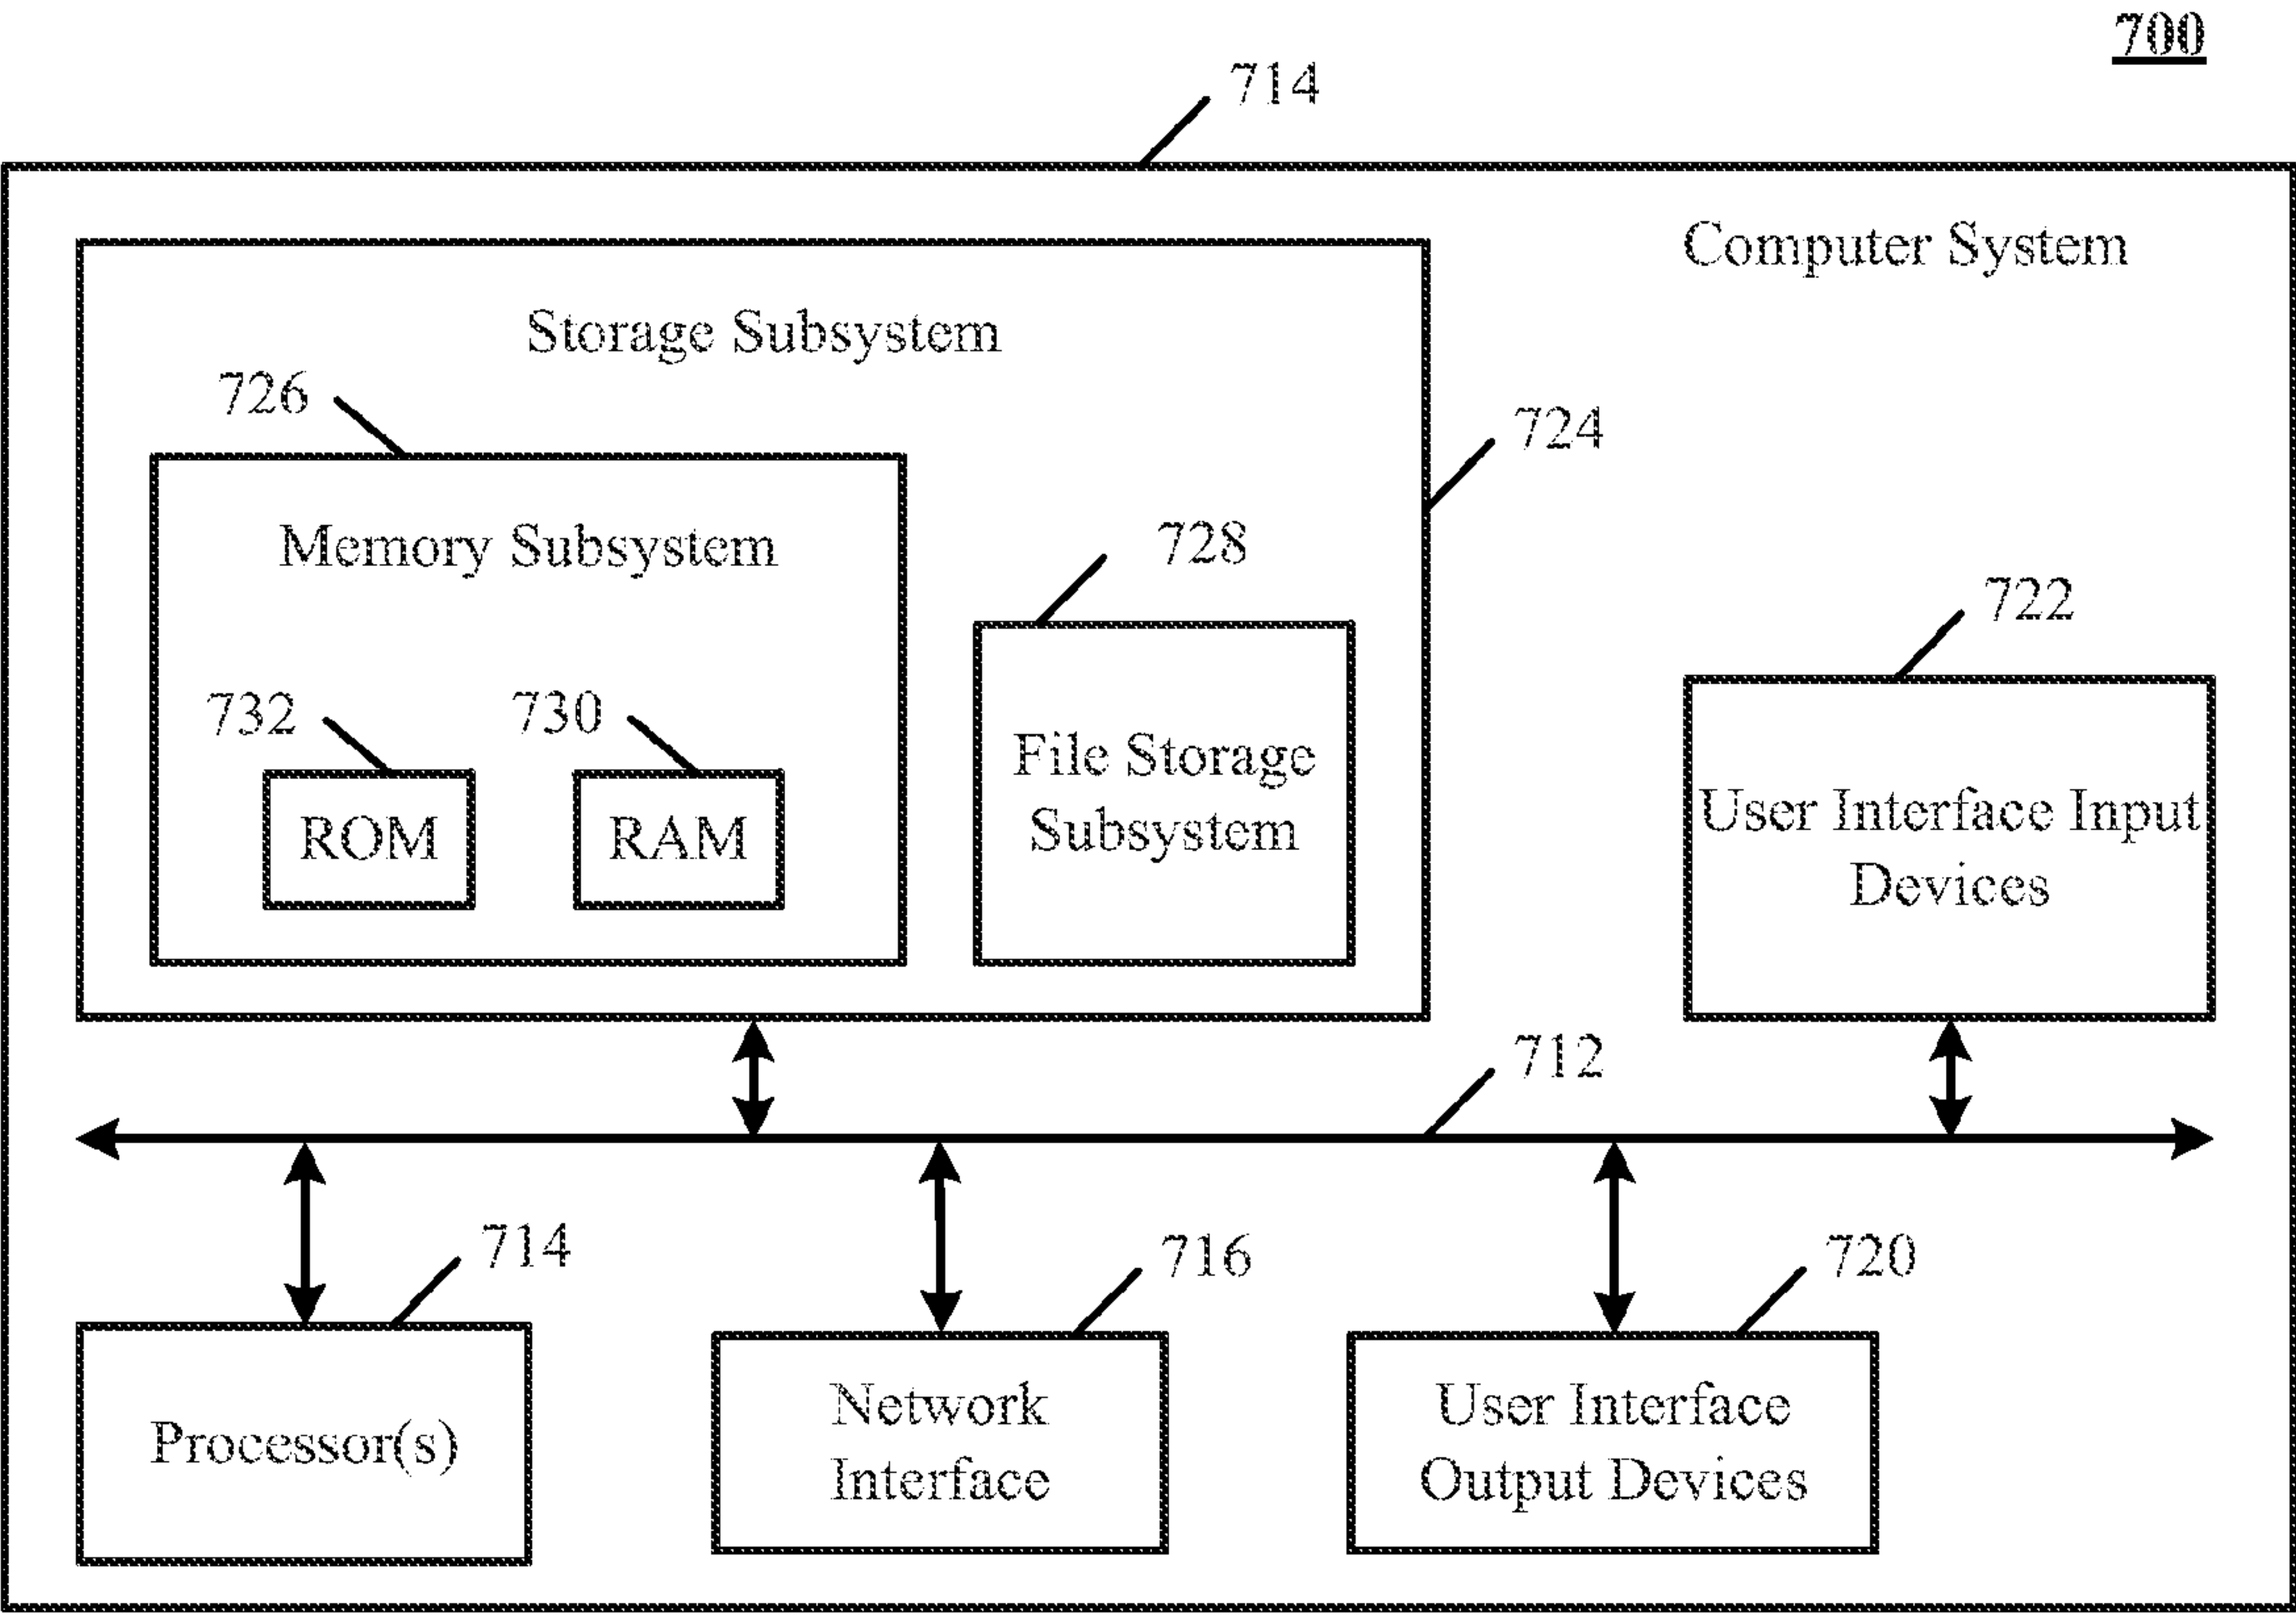 700
714
Computer System
Storage Subsystem
726
724
Memory Subsystem
728
722
732
730
File Storage
Subsystem
ROM
RAM
User Interface Input
Devices
712
714
716
720
Processor(s)
Network
Interface
User Interface
Output Devices